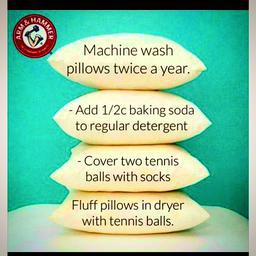 ARM & HAMMER
Machine wash
pillows twice a year.
- Add 1/2c baking soda
to regular detergent
- Cover two tennis
balls with socks
Fluff pillows in dryer
with tennis balls.